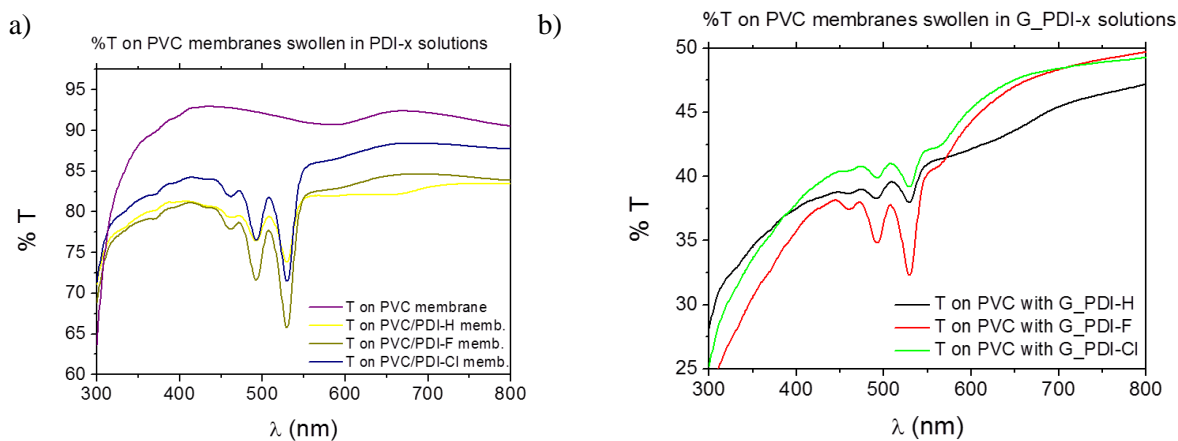 a)
%T on PVC membranes swollen in PDI-x solutions
% T
95
90
85
80
75
70
65
60
300 400 500 600 700 800
λ (nm)
T on PVC membrane
T on PVC/PDI-H memb.
T on PVC/PDI-F memb.
T on PVC/PDI-Cl memb.
b)
%T on PVC membranes swollen in G_PDI-x solutions
% T
50
45
40
35
30
25
300 400 500 600 700 800
λ (nm)
T on PVC with G_PDI-H
T on PVC with G_PDI-F
T on PVC with G_PDI-Cl